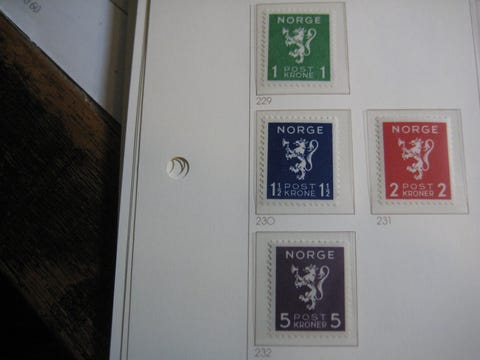 60
NORGE
1 POST 1
KRONE
229
NORGE
1½ POST 1½
KRONE
230
NORGE
2 POST 2
KRONER
231
NORGE
5 POST 5
KRONER
232